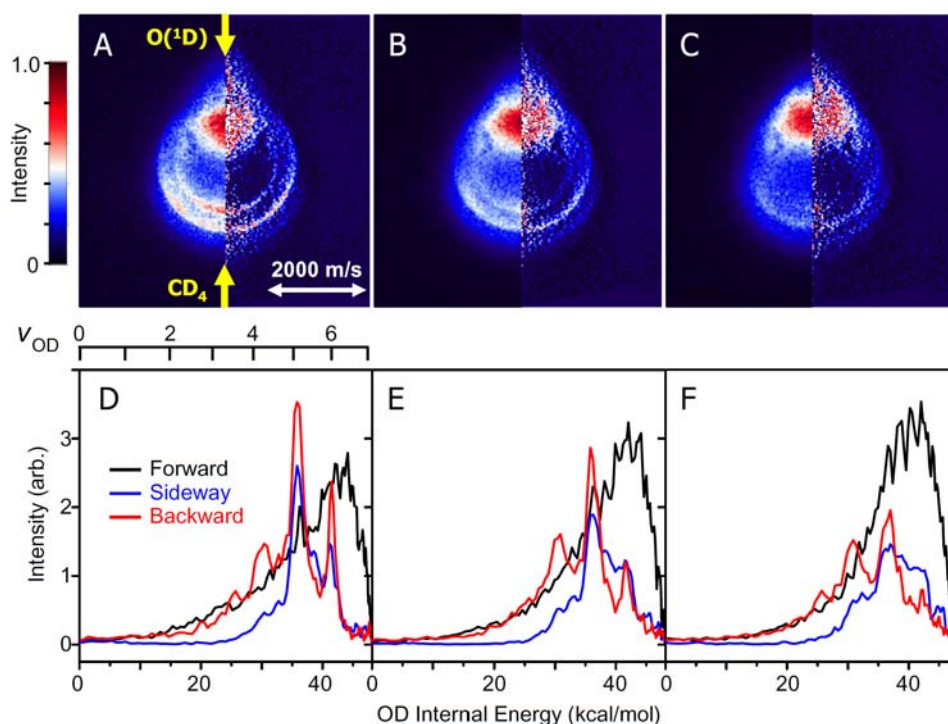 A
O(¹D)
B
C
1.0
Intensity
0
CD₄
2000 m/s
vOD
0 2 4 6
D
E
F
Forward
Sideway
Backward
Intensity (arb.)
3
2
1
0
0 20 40 0 20 40 0 20 40
OD Internal Energy (kcal/mol)